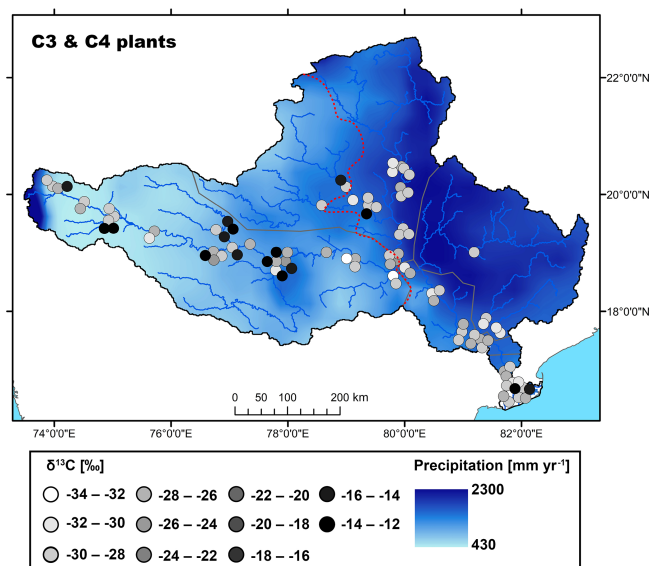 C3 & C4 plants
22°0'0"N
20°0'0"N
18°0'0"N
0 50 100 200 km
74°0'0"E 76°0'0"E 78°0'0"E 80°0'0"E 82°0'0"E
δ¹³C [‰] Precipitation [mm yr⁻¹]
-34 – -32 -28 – -26 -22 – -20 -16 – -14 2300
-32 – -30 -26 – -24 -20 – -18 -14 – -12
-30 – -28 -24 – -22 -18 – -16 430